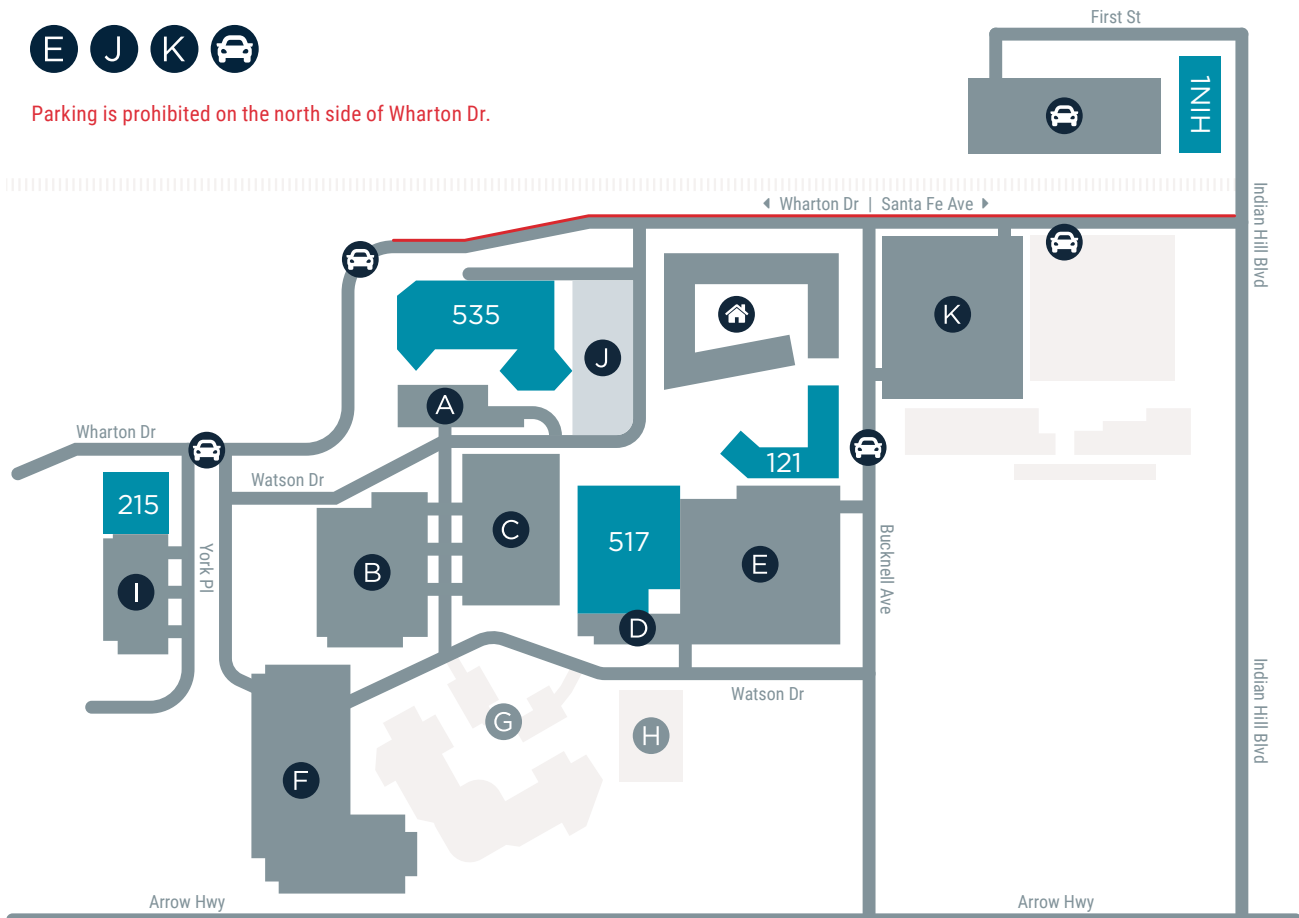 E J K
Parking is prohibited on the north side of Wharton Dr.
First St
1NIH
Wharton Dr | Santa Fe Ave
Indian Hill Blvd
535
K
J
A
Wharton Dr
121
Watson Dr
215
C
517
E
Bucknell Ave
York Pl
B
I
D
Watson Dr
G
H
Indian Hill Blvd
F
Arrow Hwy
Arrow Hwy